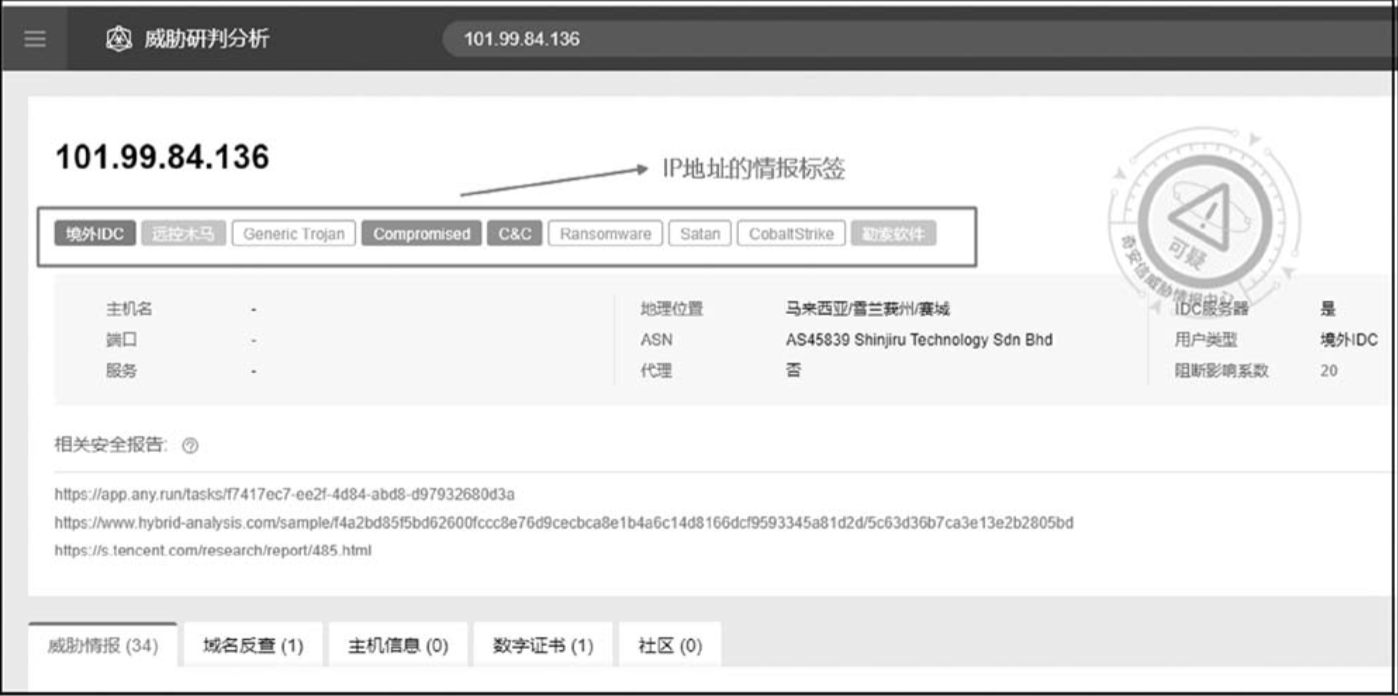 威胁研判分析
101.99.84.136
101.99.84.136
IP地址的情报标签
境外IDC 远控木马 Generic Trojan Compromised C&C Ransomware Satan CobaltStrike 勒索软件
可疑
奇安信威胁情报中心
主机名 - 地理位置 马来西亚/雪兰莪州/赛城 IDC服务器 是
端口 - ASN AS45839 Shinjiru Technology Sdn Bhd 用户类型 境外IDC
服务 - 代理 否 阻断影响系数 20
相关安全报告:
https://app.any.run/tasks/f7417ec7-ee2f-4d84-abd8-d97932680d3a
https://www.hybrid-analysis.com/sample/f4a2bd85f5bd62600fccc8e76d9cecbca8e1b4a6c14d8166dcf9593345a81d2d/5c63d36b7ca3e13e2b2805bd
https://s.tencent.com/research/report/485.html
威胁情报 (34) 域名反查 (1) 主机信息 (0) 数字证书 (1) 社区 (0)